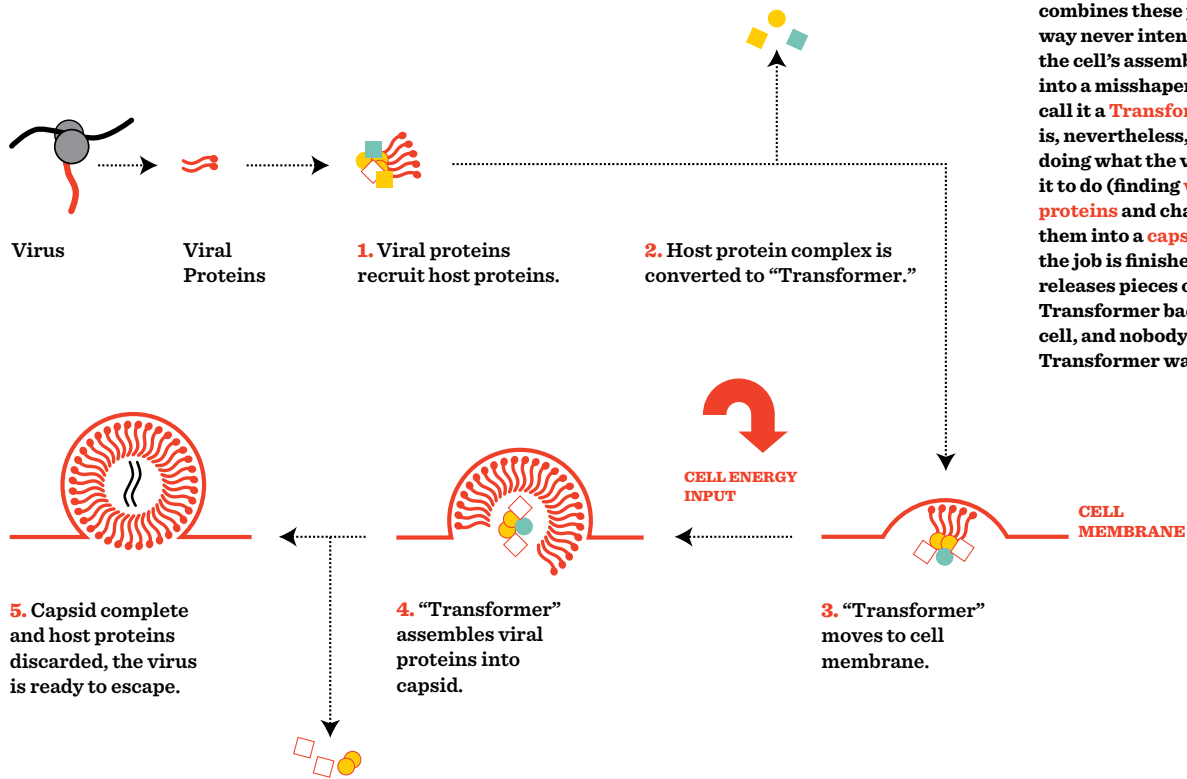 combines these
way never inten
the cell's assemb
into a misshape
call it a Transfor
is, nevertheless,
doing what the v
it to do (finding
proteins and cha
them into a caps
the job is finishe
releases pieces o
Transformer ba
cell, and nobody
Transformer wa
Virus
Viral
Proteins
1. Viral proteins
recruit host proteins.
2. Host protein complex is
converted to “Transformer.”
CELL ENERGY
INPUT
CELL
MEMBRANE
3. “Transformer”
moves to cell
membrane.
4. “Transformer”
assembles viral
proteins into
capsid.
5. Capsid complete
and host proteins
discarded, the virus
is ready to escape.